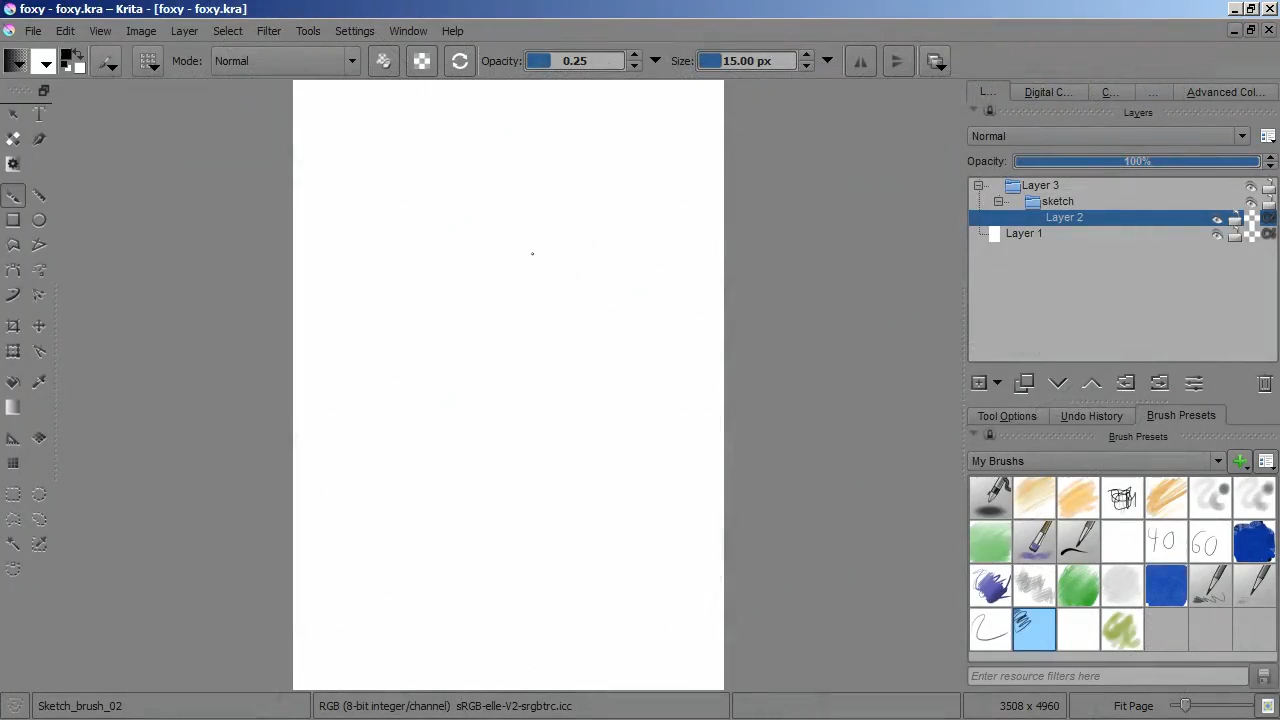 foxy - foxy.kra – Krita - [foxy - foxy.kra]
File Edit View Image Layer Select Filter Tools Settings Window Help
Mode: Normal Opacity: 0.25 Size: 15.00 px
L... Digital C... C... ... Advanced Col...
Layers
Normal
Opacity: 100%
Layer 3
sketch
Layer 2
Layer 1
Tool Options Undo History Brush Presets
Brush Presets
My Brushes
40 60
Enter resource filters here
Sketch_brush_02 RGB (8-bit integer/channel) sRGB-elle-V2-srgbtrc.icc 3508 x 4960 Fit Page